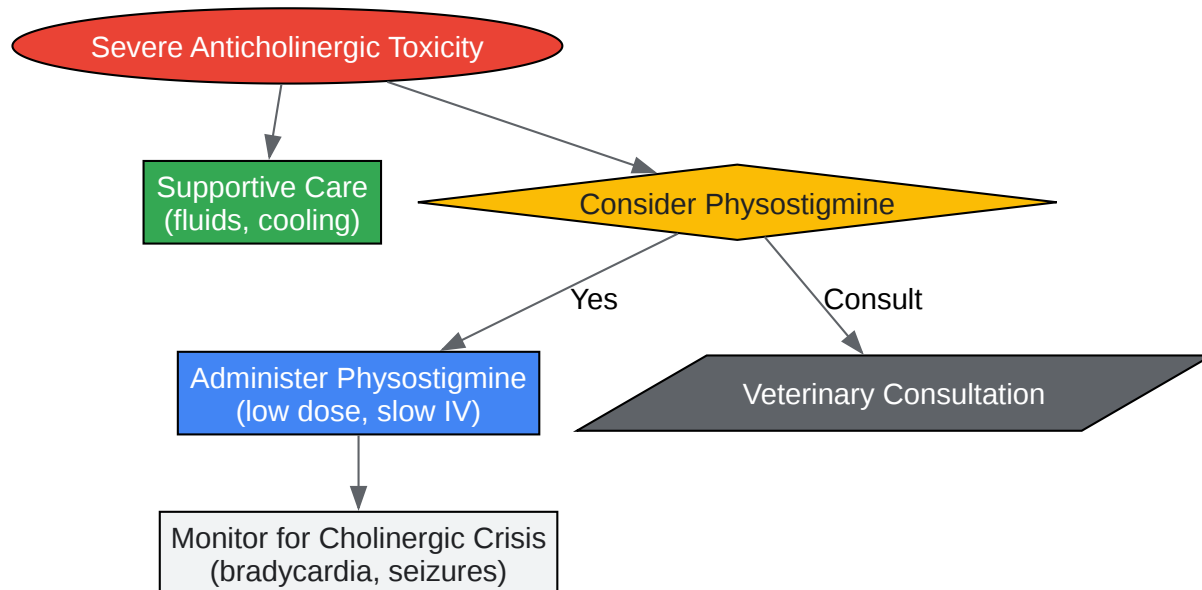 Severe Anticholinergic Toxicity
Supportive Care
(fluids, cooling)
Consider Physostigmine
Yes
Consult
Administer Physostigmine
(low dose, slow IV)
Veterinary Consultation
Monitor for Cholinergic Crisis
(bradycardia, seizures)